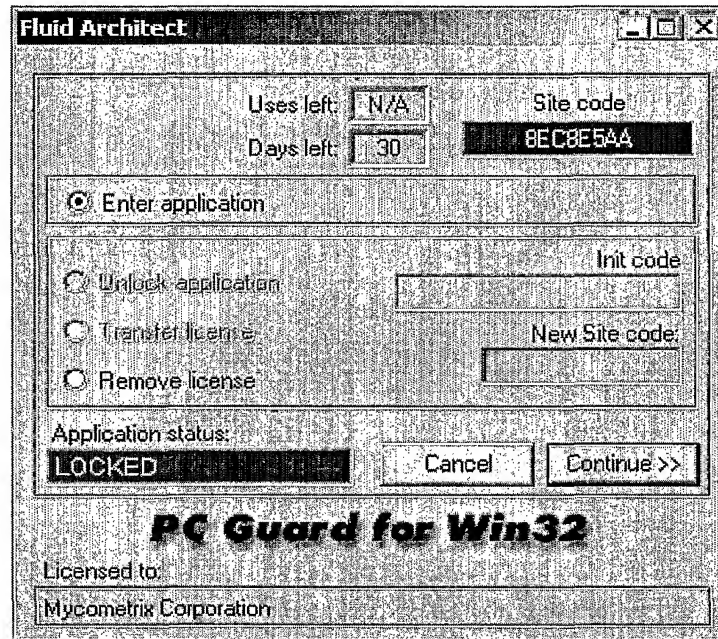 Fluid Architect
Uses left: N/A
Site code
Days left: 30
8EC8E5AA
Enter application
Init code
Unlock application
Transfer license
New Site code:
Remove license
Application status:
LOCKED
Cancel
Continue >>
PC Guard for Win32
Licensed to:
Mycometrix Corporation